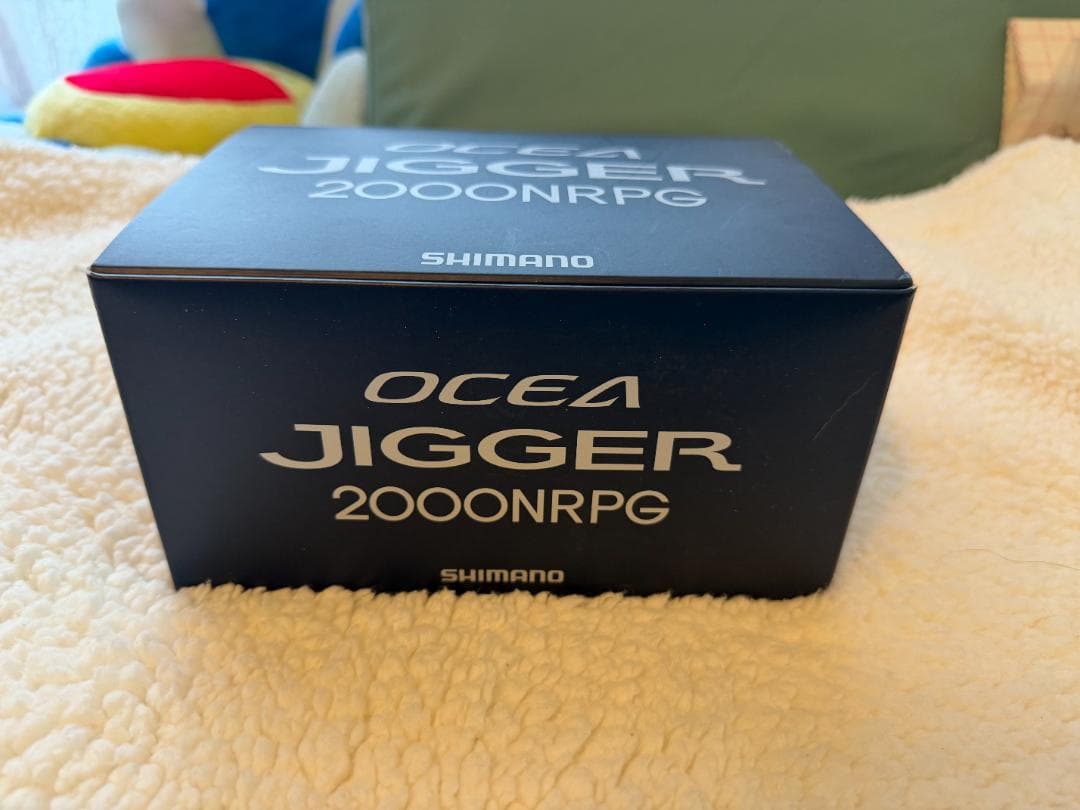 OCEA
JIGGER
2000NRPG
SHIMANO
OCEA
JIGGER
2000NRPG
SHIMANO